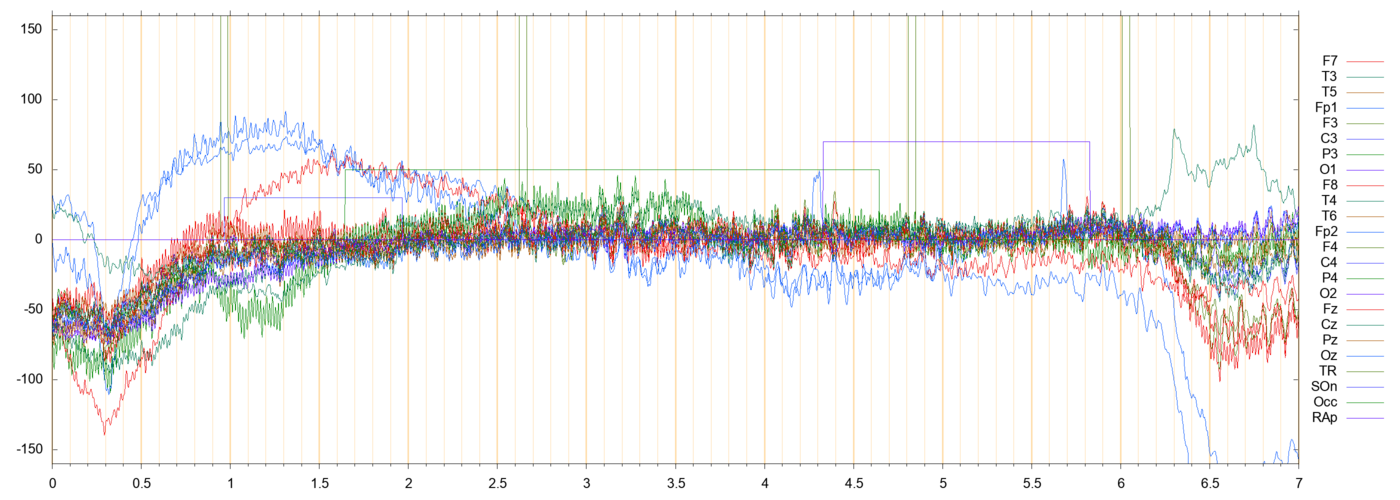 150
100
50
0
-50
-100
-150
0 0.5 1 1.5 2 2.5 3 3.5 4 4.5 5 5.5 6 6.5 7
F7
T3
T5
Fp1
F3
C3
P3
O1
F8
T4
T6
Fp2
F4
C4
P4
O2
Fz
Cz
Pz
Oz
TR
SOn
Occ
RAp